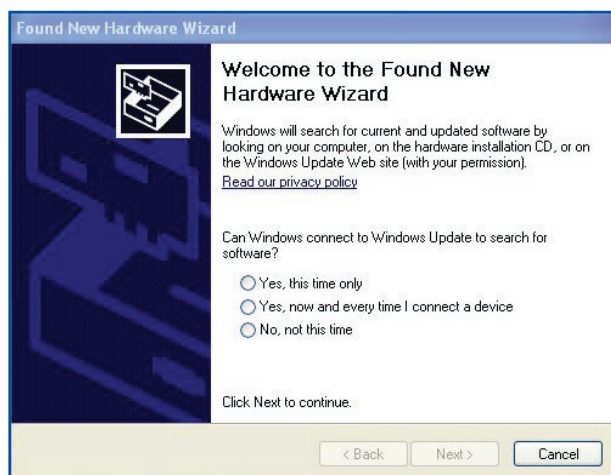 Found New Hardware Wizard
Welcome to the Found New
Hardware Wizard
Windows will search for current and updated software by
looking on your computer, on the hardware installation CD, or on
the Windows Update Web site (with your permission).
Read our privacy policy
Can Windows connect to Windows Update to search for
software?
Yes, this time only
Yes, now and every time I connect a device
No, not this time
Click Next to continue.
< Back Next > Cancel